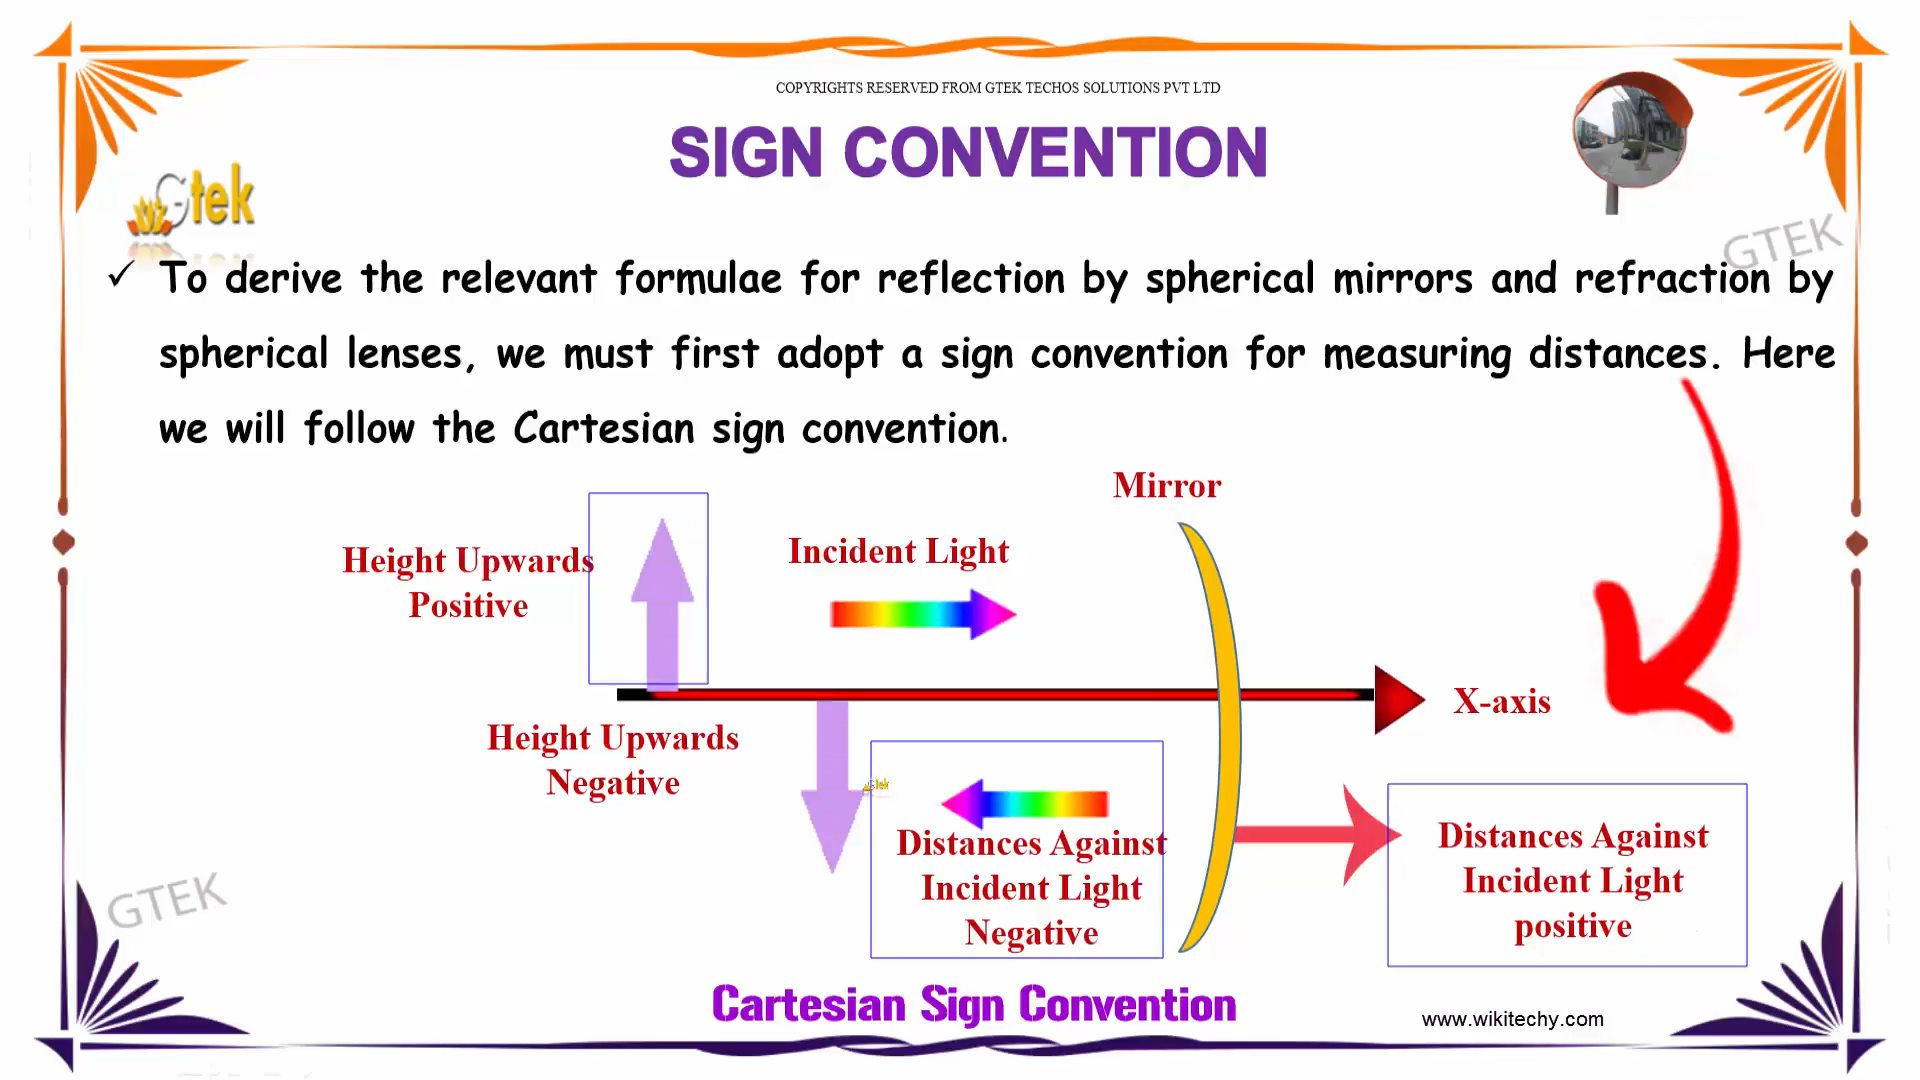 COPYRIGHTS RESERVED FROM GTEK TECHOS SOLUTIONS PVT LTD
SIGN CONVENTION
Gtek
GTEK
✓ To derive the relevant formulae for reflection by spherical mirrors and refraction by
spherical lenses, we must first adopt a sign convention for measuring distances. Here
we will follow the Cartesian sign convention.
Mirror
Height Upwards
Positive
Incident Light
X-axis
Height Upwards
Negative
Gtek
Distances Against
Incident Light
Negative
Distances Against
Incident Light
positive
GTEK
Cartesian Sign Convention
www.wikitechy.com